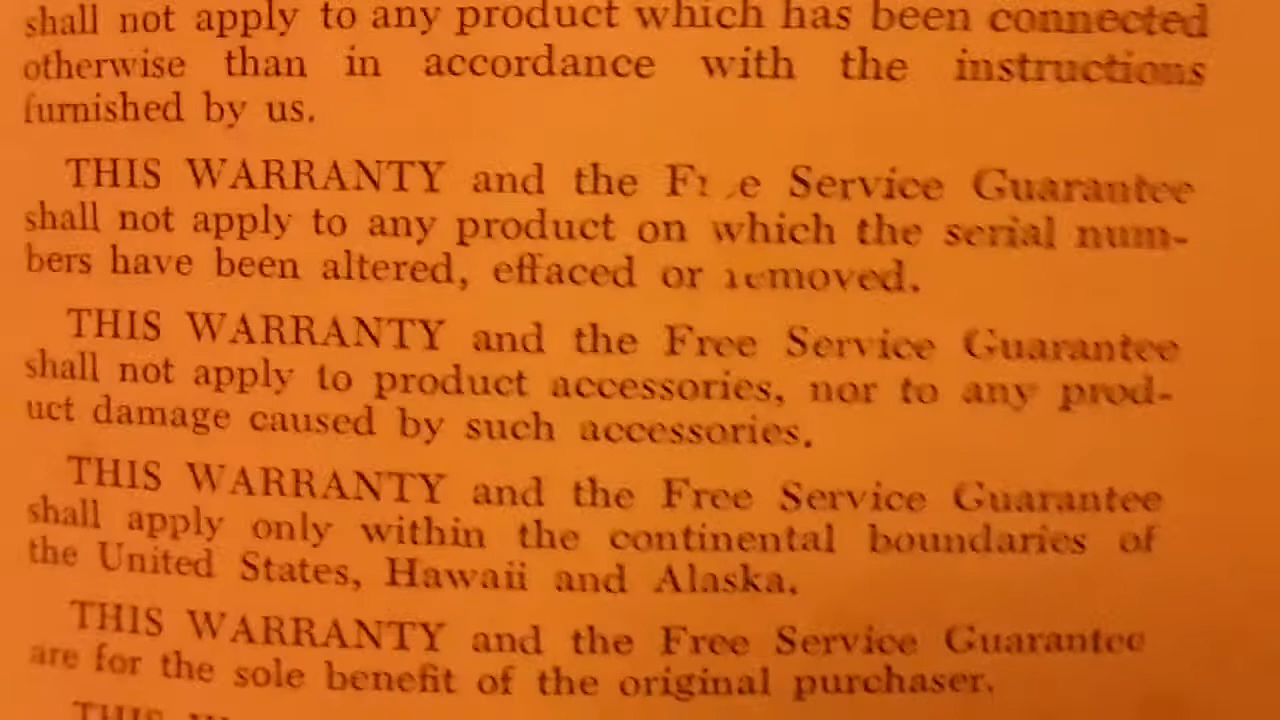 shall not apply to any product which has been connected
otherwise than in accordance with the instructions
furnished by us.
THIS WARRANTY and the Service Guarantee
shall not apply to any product on which the serial num-
bers have been altered, effaced or removed.
THIS WARRANTY and the Free Service Guarantee
shall not apply to product accessories, nor to any prod-
uct damage caused by such accessories.
THIS WARRANTY and the Free Service Guarantee
shall apply only within the continental boundaries of
the United States, Hawaii and Alaska.
THIS WARRANTY and the Free Service Guarantee
are for the sole benefit of the original purchaser.
THIS